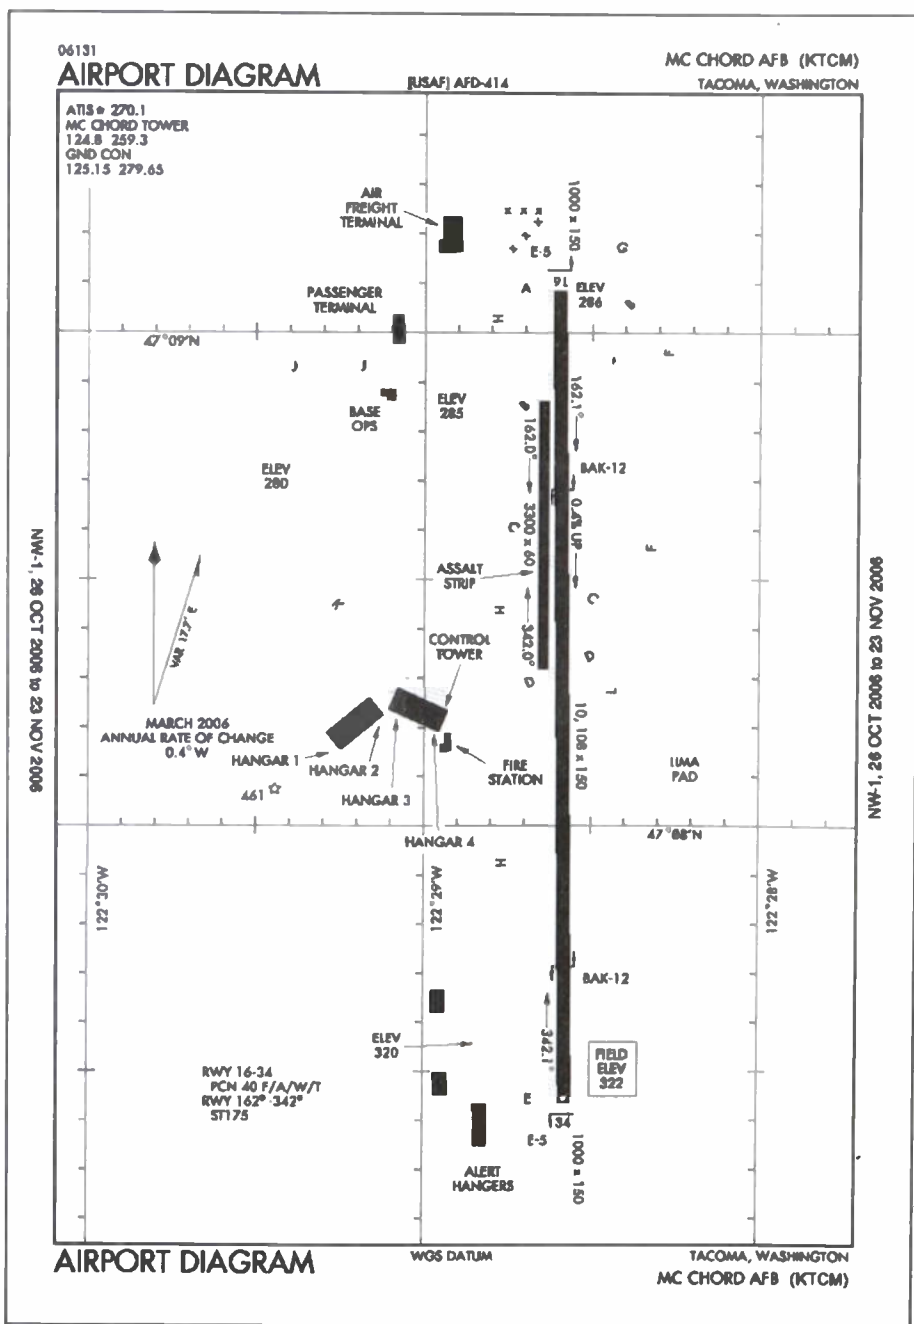 06131
AIRPORT DIAGRAM
[USAF] AFD-414
MC CHORD AFB (KTCM)
TACOMA, WASHINGTON
ATIS 270.1
MC CHORD TOWER
124.8 259.3
GND CON
125.15 279.65
AIR
FREIGHT
TERMINAL
1000 x 150
x x x
E-5
G
A
16
ELEV
286
PASSENGER
TERMINAL
H
47°09'N
F
J
J
BASE
OPS
ELEV
285
162.1°
162.0°
BAK-12
ELEV
280
3300 x 60
C
0.4% UP
F
ASSALT
STRIP
K
H
C
342.0°
VAR 17.7° E
CONTROL
TOWER
D
D
L
MARCH 2006
ANNUAL RATE OF CHANGE
0.4° W
10, 108 x 150
HANGAR 1
HANGAR 2
HANGAR 3
FIRE
STATION
LIMA
PAD
461
HANGAR 4
47°08'N
H
122°30'W
122°29'W
122°28'W
BAK-12
ELEV
320
342.1°
FIELD
ELEV
322
RWY 16-34
PCN 40 F/A/W/T
RWY 162° -342°
ST175
E
34
E-5
1000 x 150
ALERT
HANGERS
NW-1, 26 OCT 2006 to 23 NOV 2006
NW-1, 26 OCT 2006 to 23 NOV 2006
AIRPORT DIAGRAM
WGS DATUM
TACOMA, WASHINGTON
MC CHORD AFB (KTCM)